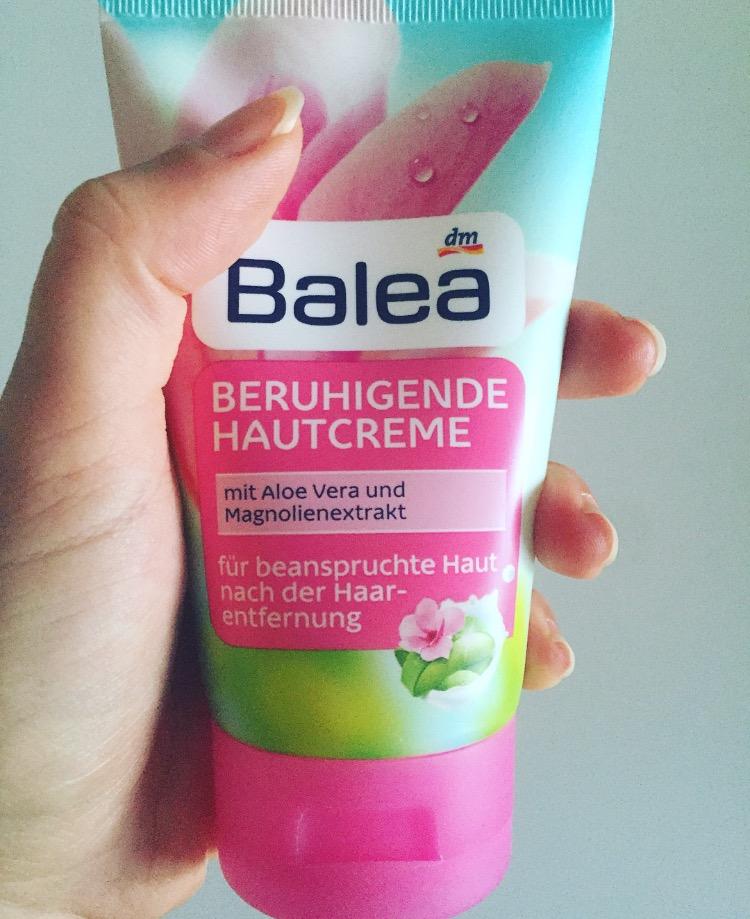 dm
Balea
BERUHIGENDE
HAUTCREME
mit Aloe Vera und
Magnolienextrakt
für beanspruchte Haut
nach der Haar-
entfernung